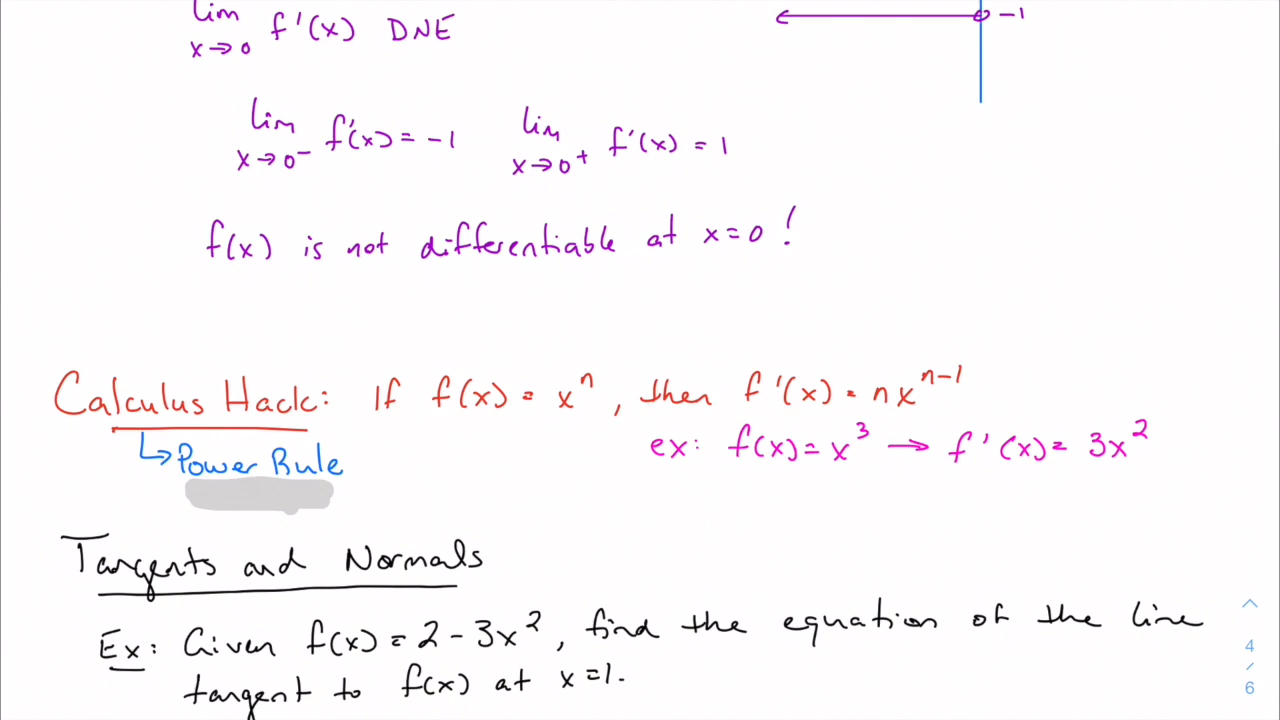 lim
x→0 f'(x) DNE
-1
lim x→0⁻ f'(x) = -1 lim x→0⁺ f'(x) = 1
f(x) is not differentiable at x=0!
Calculus Hack: If f(x) = xⁿ, then f'(x) = nxⁿ⁻¹
ex: f(x) = x³ → f'(x) = 3x²
↳ Power Rule
Tangents and Normals
Ex: Given f(x) = 2 - 3x², find the equation of the line
tangent to f(x) at x=1.
4
/
6